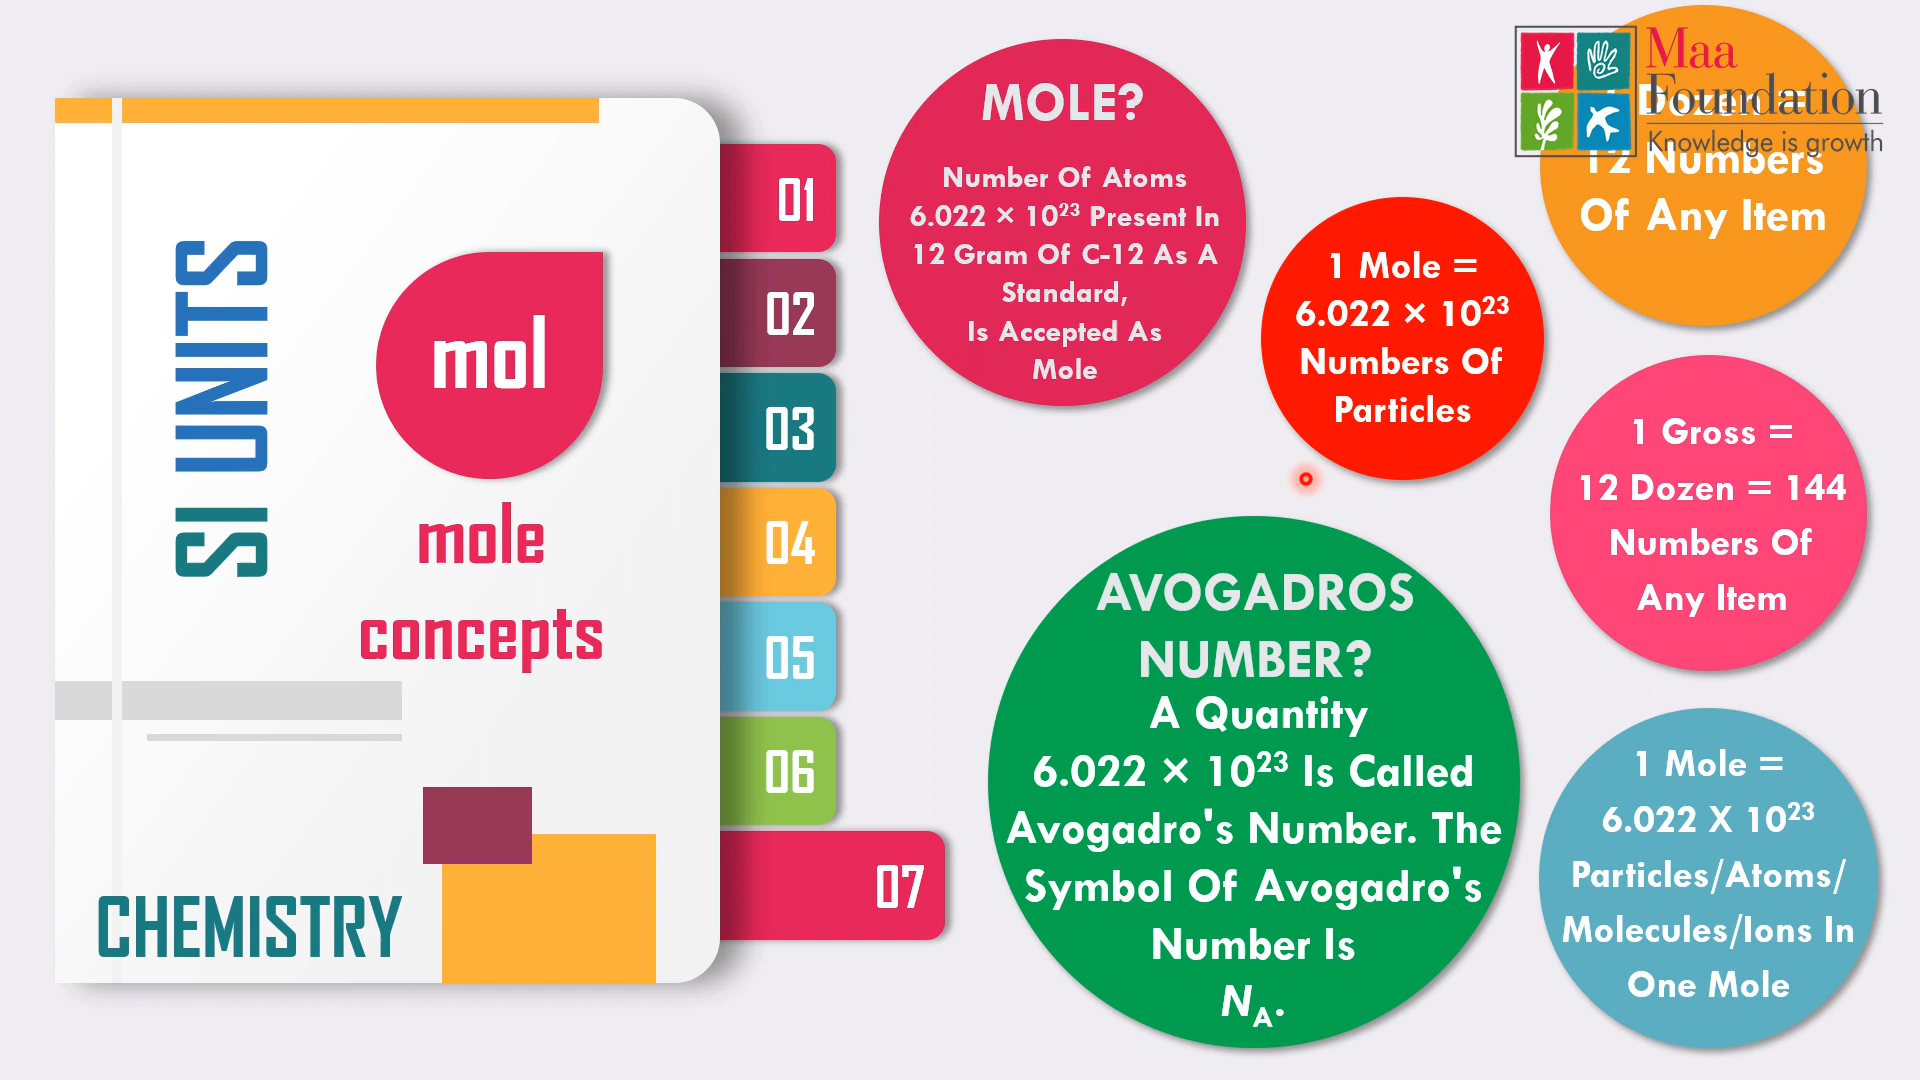 SI UNITS
mol
mole
concepts
CHEMISTRY
01
02
03
04
05
06
07
MOLE?
Number Of Atoms
6.022 × 10²³ Present In
12 Gram Of C-12 As A
Standard,
Is Accepted As
Mole
1 Mole =
6.022 × 10²³
Numbers Of
Particles
Maa
Foundation
Knowledge is growth
Dozen =
12 Numbers
Of Any Item
1 Gross =
12 Dozen = 144
Numbers Of
Any Item
AVOGADROS
NUMBER?
A Quantity
6.022 × 10²³ Is Called
Avogadro's Number. The
Symbol Of Avogadro's
Number Is
N_A.
1 Mole =
6.022 X 10²³
Particles/Atoms/
Molecules/Ions In
One Mole